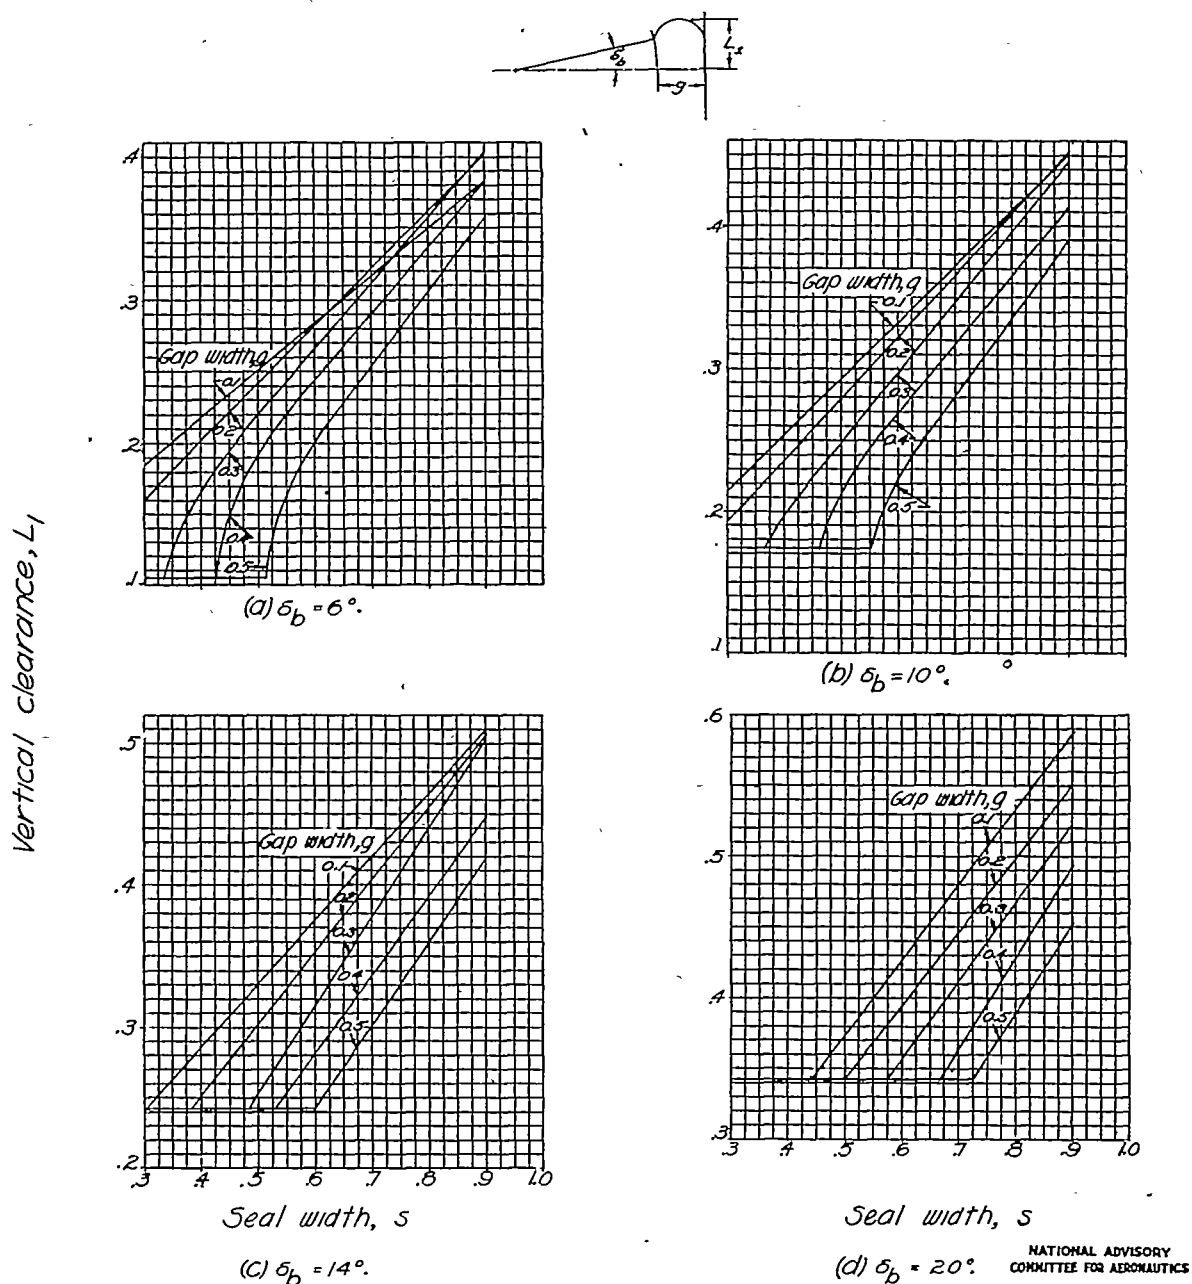 δb
g
L1
Vertical clearance, L1
.4
.3
.2
.1
Gap width, g
0.1
0.2
0.3
0.4
0.5
(a) δb = 6°.
.4
.3
.2
.1
Gap width, g
0.1
0.2
0.3
0.4
0.5
(b) δb = 10°.
.5
.4
.3
.2
Gap width, g
0.1
0.2
0.3
0.4
0.5
.3 .4 .5 .6 .7 .8 .9 1.0
Seal width, s
(c) δb = 14°.
.6
.5
.4
.3
Gap width, g
0.1
0.2
0.3
0.4
0.5
.3 .4 .5 .6 .7 .8 .9 1.0
Seal width, s
(d) δb = 20°.
NATIONAL ADVISORY
COMMITTEE FOR AERONAUTICS